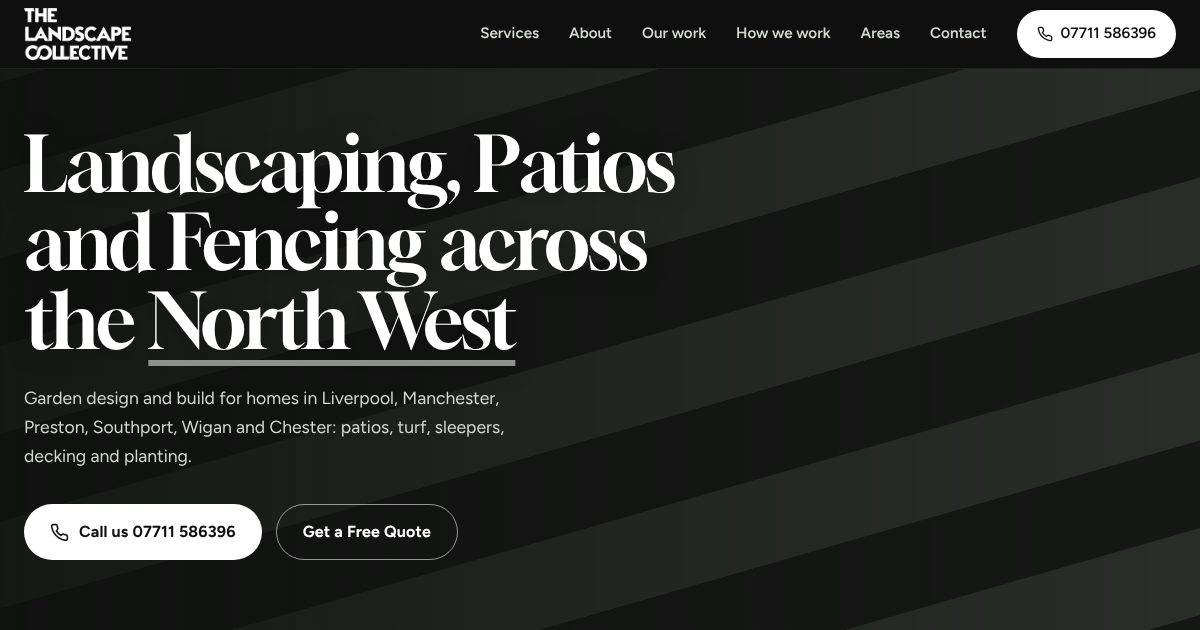 THE
LANDSCAPE
COLLECTIVE
Services About Our work How we work Areas Contact 07711 586396
Landscaping, Patios
and Fencing across
the North West
Garden design and build for homes in Liverpool, Manchester,
Preston, Southport, Wigan and Chester: patios, turf, sleepers,
decking and planting.
Call us 07711 586396 Get a Free Quote